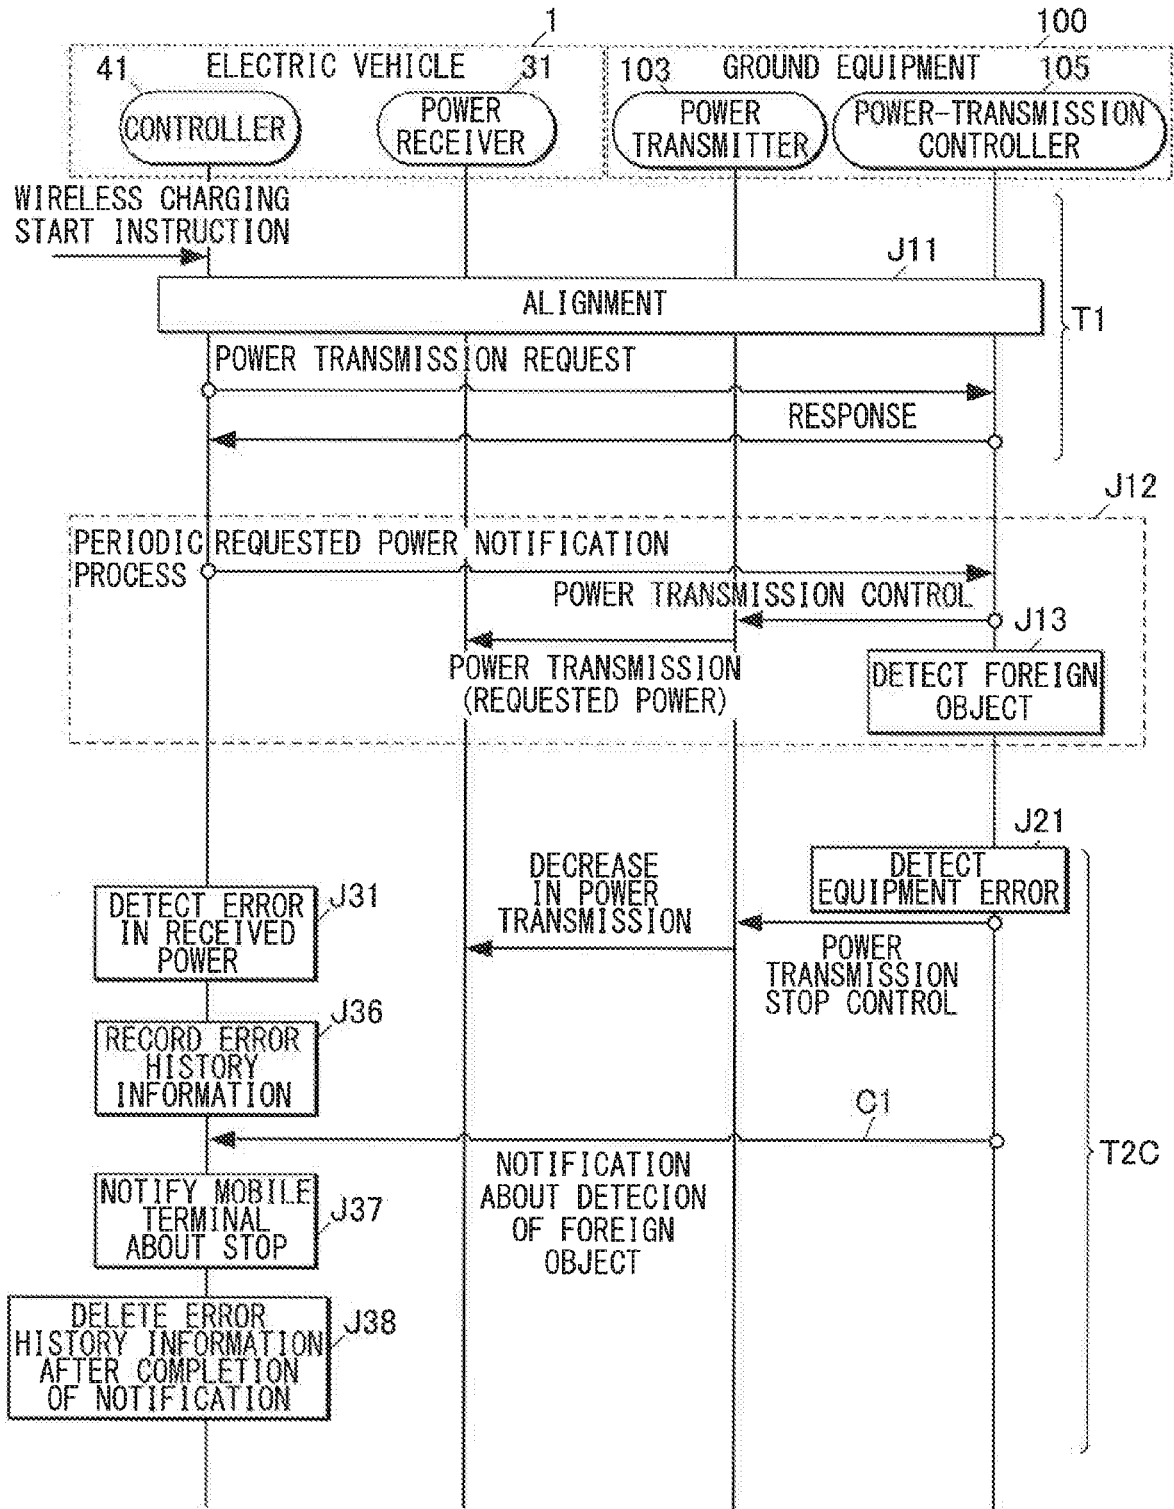 1
100
ELECTRIC VEHICLE
GROUND EQUIPMENT
41
31
103
105
CONTROLLER
POWER
RECEIVER
POWER
TRANSMITTER
POWER-TRANSMISSION
CONTROLLER
WIRELESS CHARGING
START INSTRUCTION
J11
ALIGNMENT
T1
POWER TRANSMISSION REQUEST
RESPONSE
J12
PERIODIC
PROCESS
REQUESTED POWER NOTIFICATION
POWER TRANSMISSION CONTROL
J13
POWER TRANSMISSION
(REQUESTED POWER)
DETECT FOREIGN
OBJECT
J21
DETECT
EQUIPMENT ERROR
DECREASE
IN POWER
TRANSMISSION
J31
DETECT ERROR
IN RECEIVED
POWER
POWER
TRANSMISSION
STOP CONTROL
J36
RECORD ERROR
HISTORY
INFORMATION
C1
T2C
NOTIFICATION
ABOUT DETECION
OF FOREIGN
OBJECT
NOTIFY MOBILE
TERMINAL
ABOUT STOP
J37
DELETE ERROR
HISTORY INFORMATION
AFTER COMPLETION
OF NOTIFICATION
J38